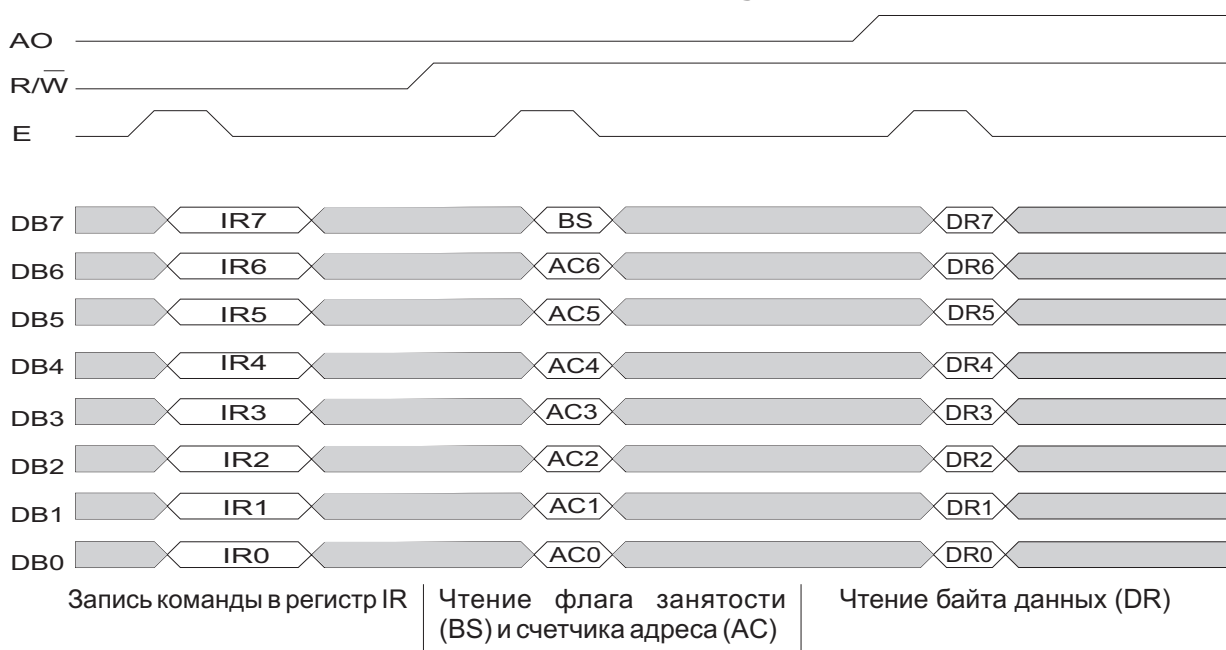 AO
R/W̅
E
DB7 IR7 BS DR7
DB6 IR6 AC6 DR6
DB5 IR5 AC5 DR5
DB4 IR4 AC4 DR4
DB3 IR3 AC3 DR3
DB2 IR2 AC2 DR2
DB1 IR1 AC1 DR1
DB0 IR0 AC0 DR0
Запись команды в регистр IR
Чтение флага занятости
(BS) и счетчика адреса (AC)
Чтение байта данных (DR)